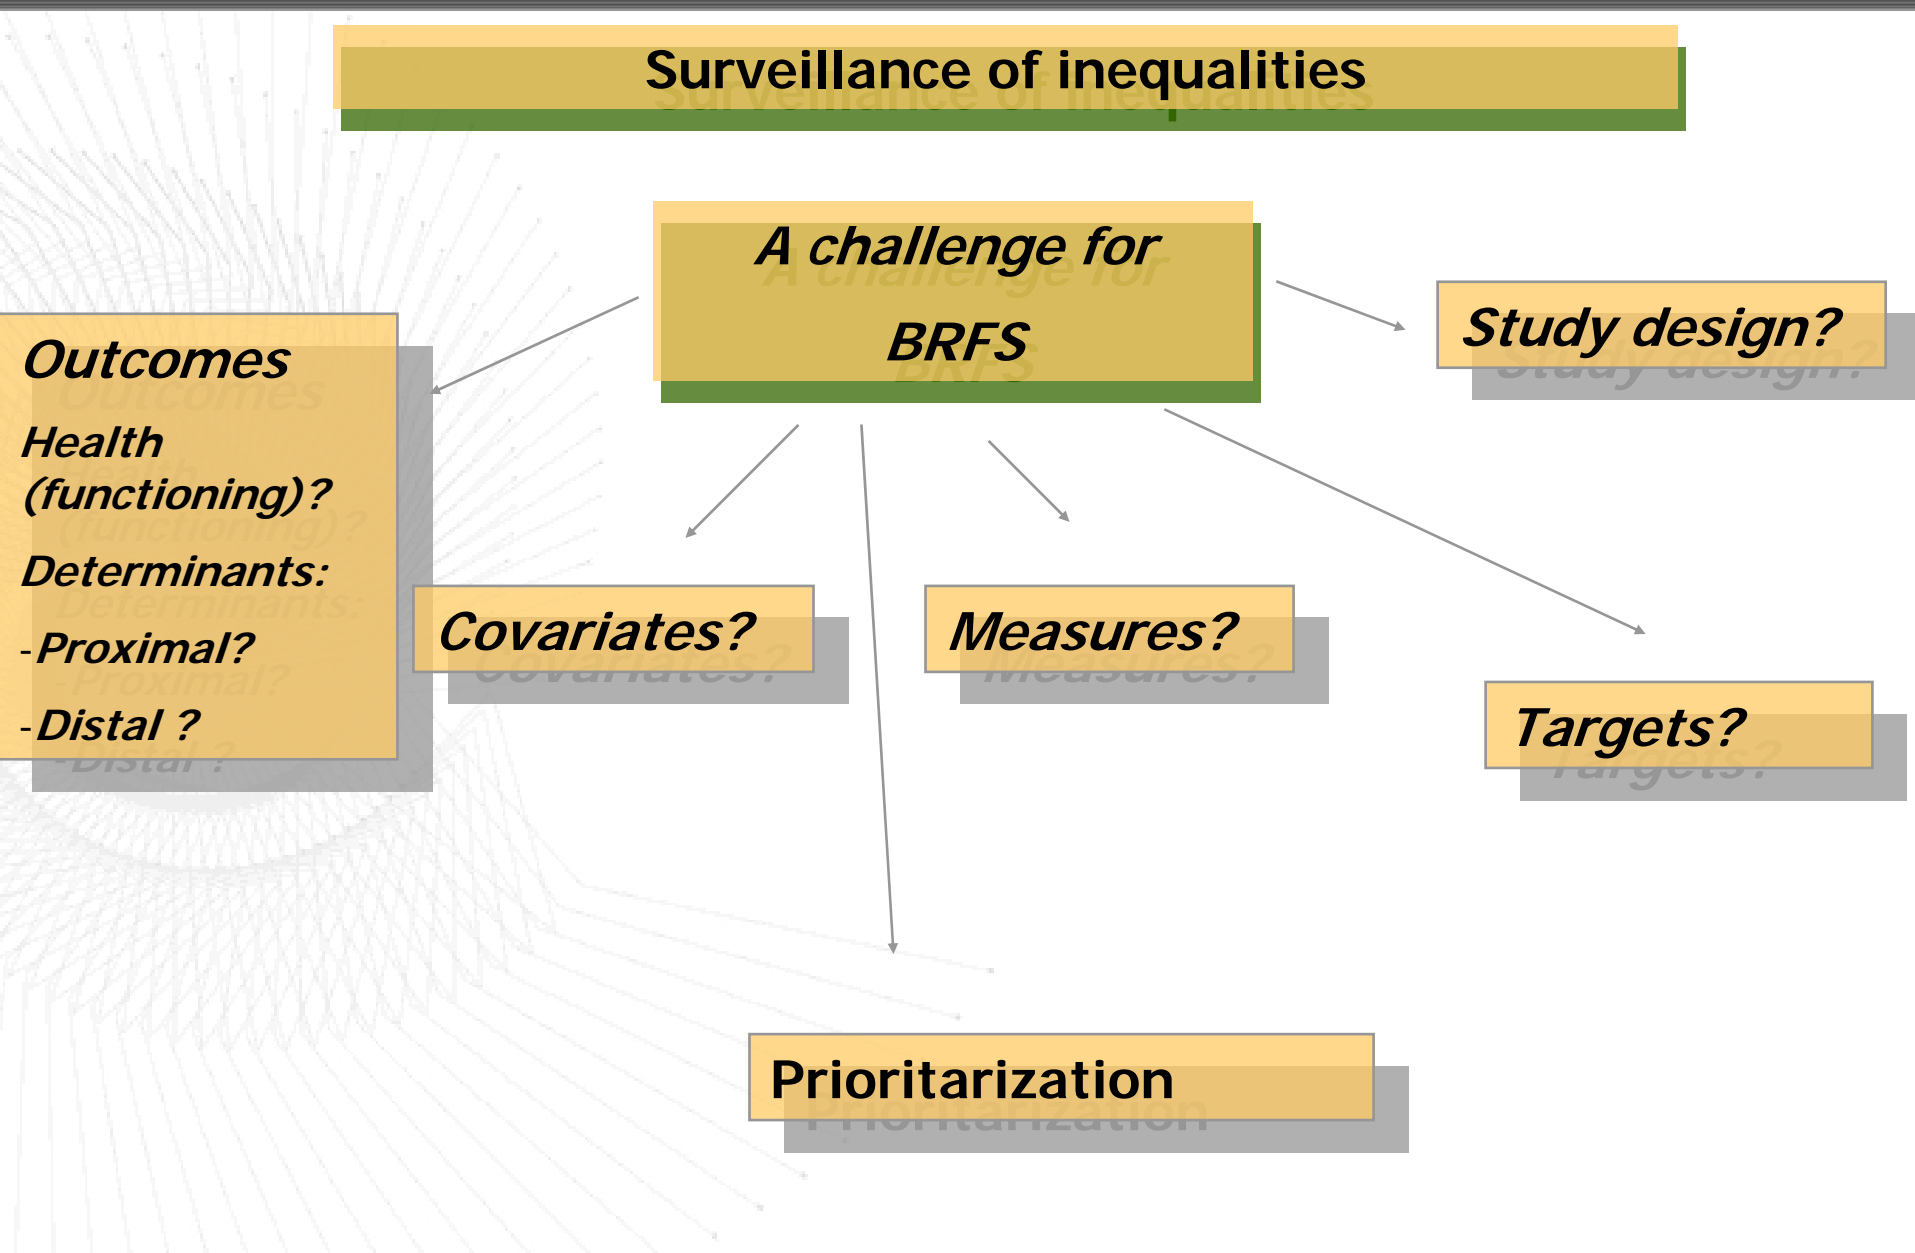 Surveillance of inequalities
A challenge for
BRFS
Study design?
Outcomes
Health
(functioning)?
Determinants:
-Proximal?
-Distal ?
Covariates?
Measures?
Targets?
Prioritarization